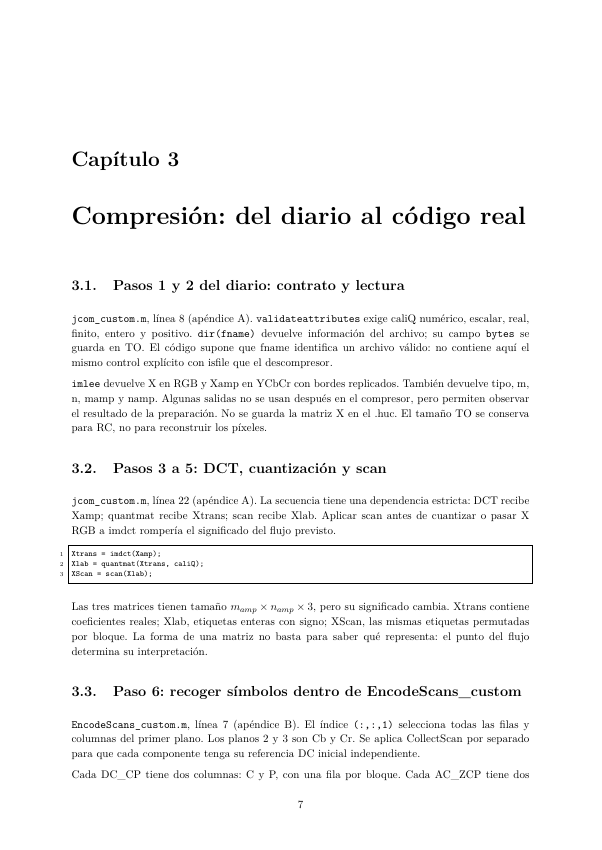 Capítulo 3
Compresión: del diario al código real
3.1. Pasos 1 y 2 del diario: contrato y lectura
jcom_custom.m, línea 8 (apéndice A). validateattributes exige caliQ numérico, escalar, real,
finito, entero y positivo. dir(fname) devuelve información del archivo; su campo bytes se
guarda en TO. El código supone que fname identifica un archivo válido: no contiene aquí el
mismo control explícito con isfile que el descompresor.
imlee devuelve X en RGB y Xamp en YCbCr con bordes replicados. También devuelve tipo, m,
n, mamp y namp. Algunas salidas no se usan después en el compresor, pero permiten observar
el resultado de la preparación. No se guarda la matriz X en el .huc. El tamaño TO se conserva
para RC, no para reconstruir los píxeles.
3.2. Pasos 3 a 5: DCT, cuantización y scan
jcom_custom.m, línea 22 (apéndice A). La secuencia tiene una dependencia estricta: DCT recibe
Xamp; quantmat recibe Xtrans; scan recibe Xlab. Aplicar scan antes de cuantizar o pasar X
RGB a imdct rompería el significado del flujo previsto.
1 Xtrans = imdct(Xamp);
2 Xlab = quantmat(Xtrans, caliQ);
3 XScan = scan(Xlab);
Las tres matrices tienen tamaño m_amp × n_amp × 3, pero su significado cambia. Xtrans contiene
coeficientes reales; Xlab, etiquetas enteras con signo; XScan, las mismas etiquetas permutadas
por bloque. La forma de una matriz no basta para saber qué representa: el punto del flujo
determina su interpretación.
3.3. Paso 6: recoger símbolos dentro de EncodeScans_custom
EncodeScans_custom.m, línea 7 (apéndice B). El índice (:,:,1) selecciona todas las filas y
columnas del primer plano. Los planos 2 y 3 son Cb y Cr. Se aplica CollectScan por separado
para que cada componente tenga su referencia DC inicial independiente.
Cada DC_CP tiene dos columnas: C y P, con una fila por bloque. Cada AC_ZCP tiene dos
7